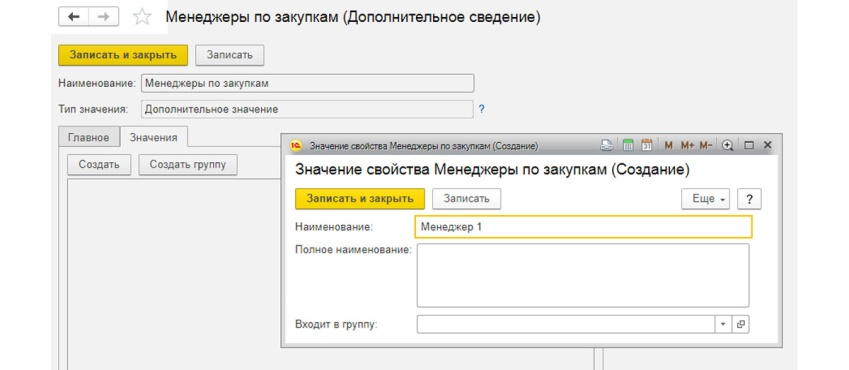 Менеджеры по закупкам (Дополнительное сведение)
Записать и закрыть Записать
Наименование: Менеджеры по закупкам
Тип значения: Дополнительное значение ?
Главное Значения
Создать Создать группу
1С Значение свойства Менеджеры по закупкам (Создание) 31 M M+ M-
Значение свойства Менеджеры по закупкам (Создание)
Записать и закрыть Записать Еще ?
Наименование: Менеджер 1
Полное наименование:
Входит в группу: